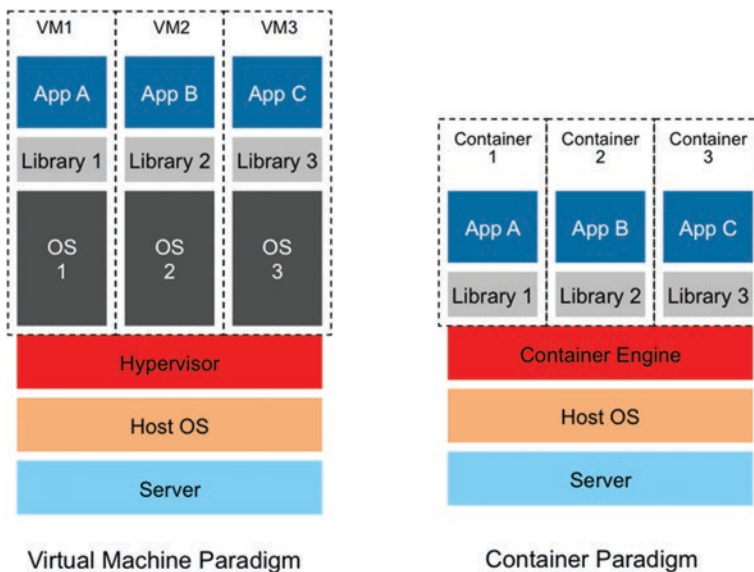 VM1
VM2
VM3
App A
App B
App C
Library 1
Library 2
Library 3
OS
1
OS
2
OS
3
Hypervisor
Host OS
Server
Virtual Machine Paradigm
Container
1
Container
2
Container
3
App A
App B
App C
Library 1
Library 2
Library 3
Container Engine
Host OS
Server
Container Paradigm